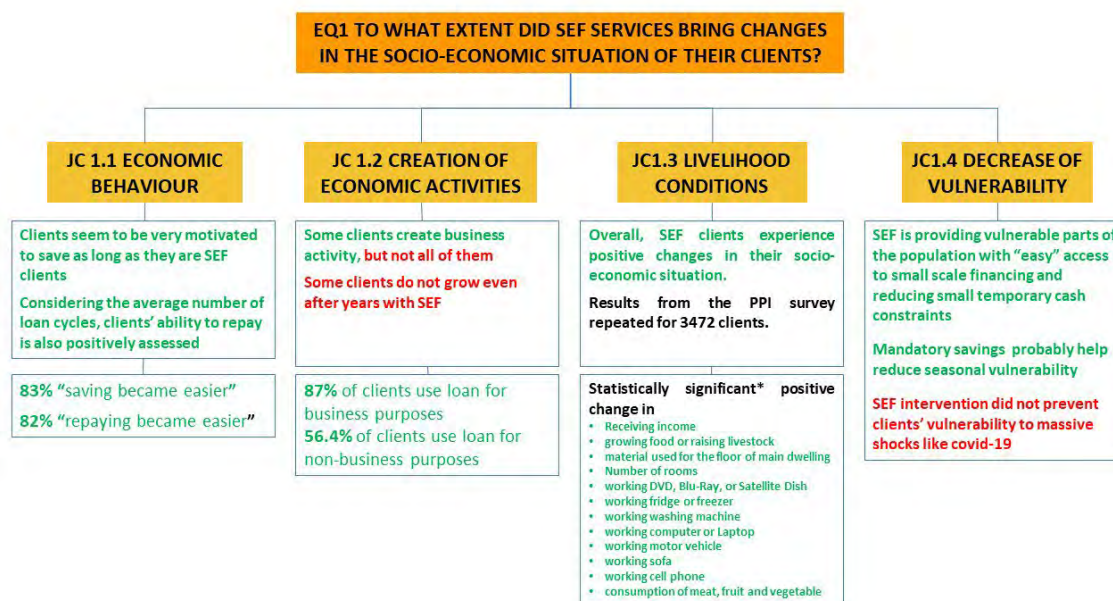 EQ1 TO WHAT EXTENT DID SEF SERVICES BRING CHANGES
IN THE SOCIO-ECONOMIC SITUATION OF THEIR CLIENTS?
JC 1.1 ECONOMIC
BEHAVIOUR
Clients seem to be very motivated
to save as long as they are SEF
clients
Considering the average number of
loan cycles, clients' ability to repay
is also positively assessed
83% "saving became easier"
82% "repaying became easier"
JC 1.2 CREATION OF
ECONOMIC ACTIVITIES
Some clients create business
activity, but not all of them
Some clients do not grow even
after years with SEF
87% of clients use loan for
business purposes
56.4% of clients use loan for
non-business purposes
JC1.3 LIVELIHOOD
CONDITIONS
Overall, SEF clients experience
positive changes in their socio-
economic situation.
Results from the PPI survey
repeated for 3472 clients.
Statistically significant* positive
change in
• Receiving income
• growing food or raising livestock
• material used for the floor of main dwelling
• Number of rooms
• working DVD, Blu-Ray, or Satellite Dish
• working fridge or freezer
• working washing machine
• working computer or Laptop
• working motor vehicle
• working sofa
• working cell phone
• consumption of meat, fruit and vegetable
JC1.4 DECREASE OF
VULNERABILITY
SEF is providing vulnerable parts of
the population with "easy" access
to small scale financing and
reducing small temporary cash
constraints
Mandatory savings probably help
reduce seasonal vulnerability
SEF intervention did not prevent
clients' vulnerability to massive
shocks like covid-19